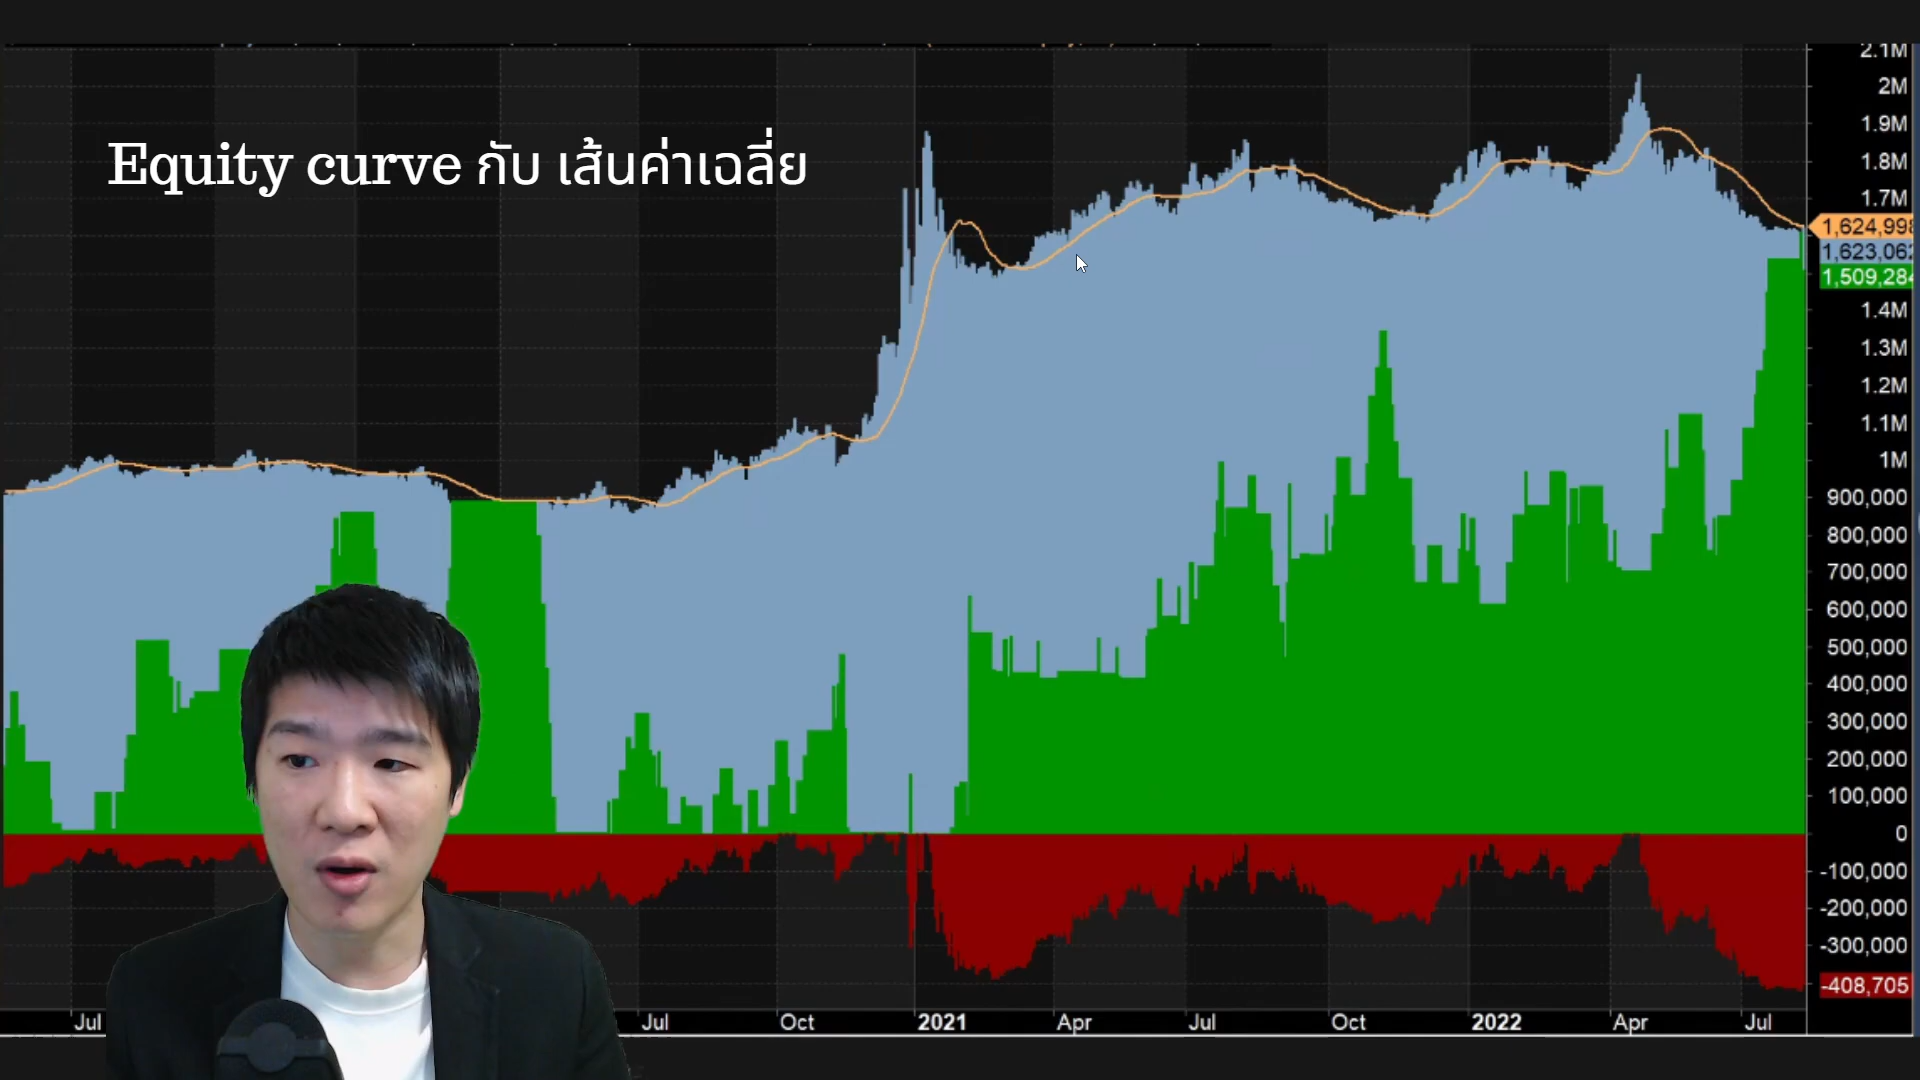 Equity curve กับ เส้นค่าเฉลี่ย
2.1M
2M
1.9M
1.8M
1.7M
1,624,998
1,623,062
1,509,284
1.4M
1.3M
1.2M
1.1M
1M
900,000
800,000
700,000
600,000
500,000
400,000
300,000
200,000
100,000
0
-100,000
-200,000
-300,000
-408,705
Jul Jul Oct 2021 Apr Jul Oct 2022 Apr Jul